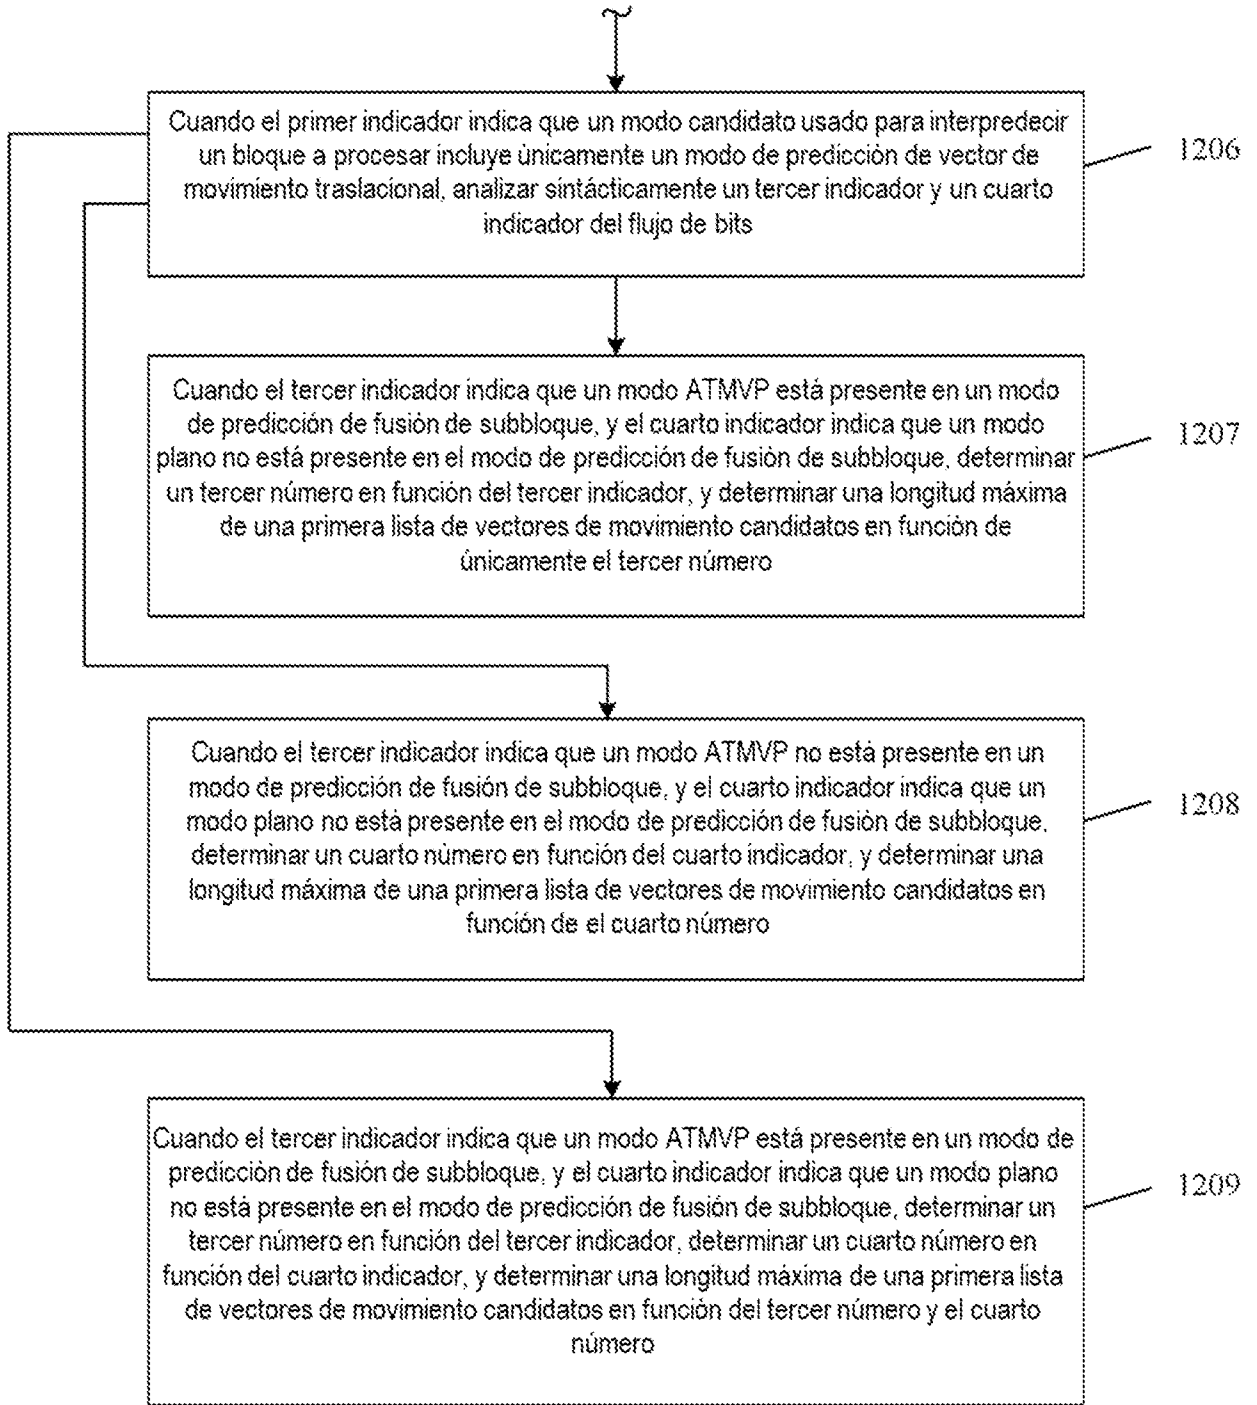 Cuando el primer indicador indica que un modo candidato usado para interpredecir
un bloque a procesar incluye únicamente un modo de predicción de vector de
movimiento traslacional, analizar sintácticamente un tercer indicador y un cuarto
indicador del flujo de bits
1206
Cuando el tercer indicador indica que un modo ATMVP está presente en un modo
de predicción de fusión de subbloque, y el cuarto indicador indica que un modo
plano no está presente en el modo de predicción de fusión de subbloque, determinar
un tercer número en función del tercer indicador, y determinar una longitud máxima
de una primera lista de vectores de movimiento candidatos en función de
únicamente el tercer número
1207
Cuando el tercer indicador indica que un modo ATMVP no está presente en un
modo de predicción de fusión de subbloque, y el cuarto indicador indica que un
modo plano no está presente en el modo de predicción de fusión de subbloque,
determinar un cuarto número en función del cuarto indicador, y determinar una
longitud máxima de una primera lista de vectores de movimiento candidatos en
función de el cuarto número
1208
Cuando el tercer indicador indica que un modo ATMVP está presente en un modo de
predicción de fusión de subbloque, y el cuarto indicador indica que un modo plano
no está presente en el modo de predicción de fusión de subbloque, determinar un
tercer número en función del tercer indicador, determinar un cuarto número en
función del cuarto indicador, y determinar una longitud máxima de una primera lista
de vectores de movimiento candidatos en función del tercer número y el cuarto
número
1209